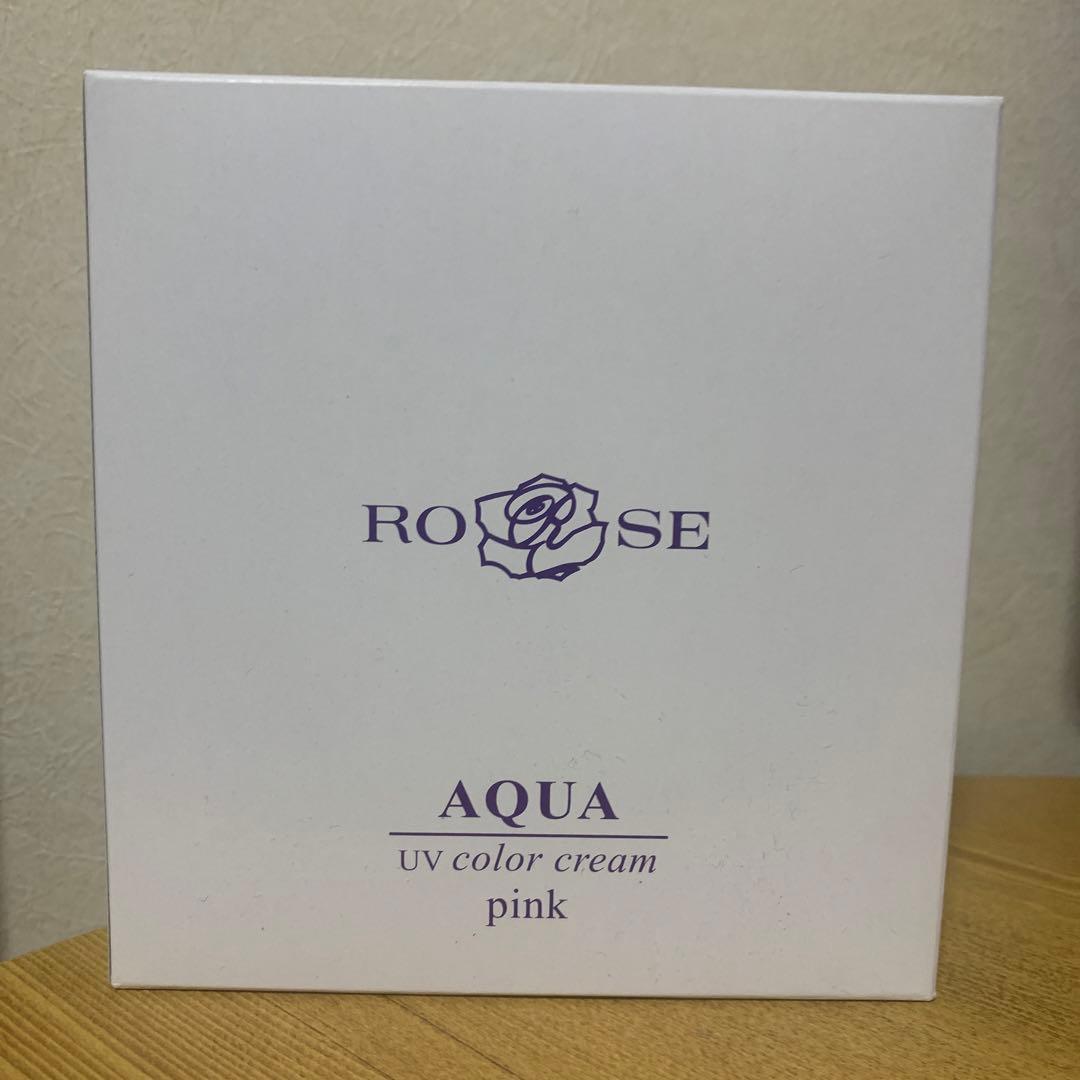 RO R SE
AQUA
UV color cream
pink